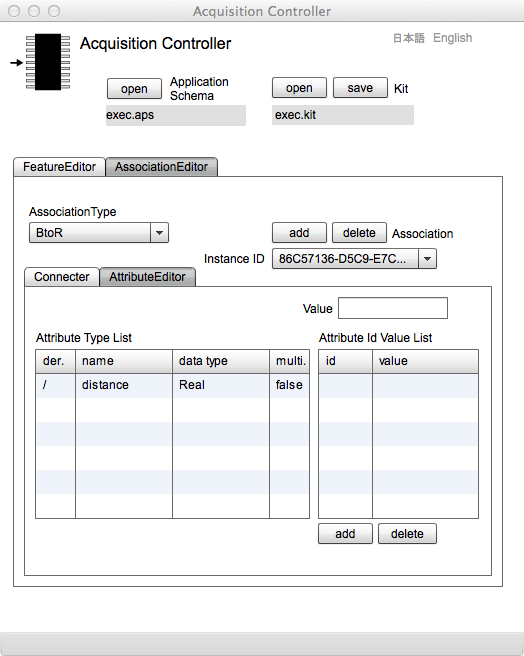 Acquisition Controller
Acquisition Controller
日本語 English
open Application Schema
open save Kit
exec.aps
exec.kit
FeatureEditor AssociationEditor
AssociationType
BtoR
add delete Association
Instance ID 86C57136-D5C9-E7C...
Connecter AttributeEditor
Value
Attribute Type List
der. name data type multi.
/ distance Real false
Attribute Id Value List
id value
add delete